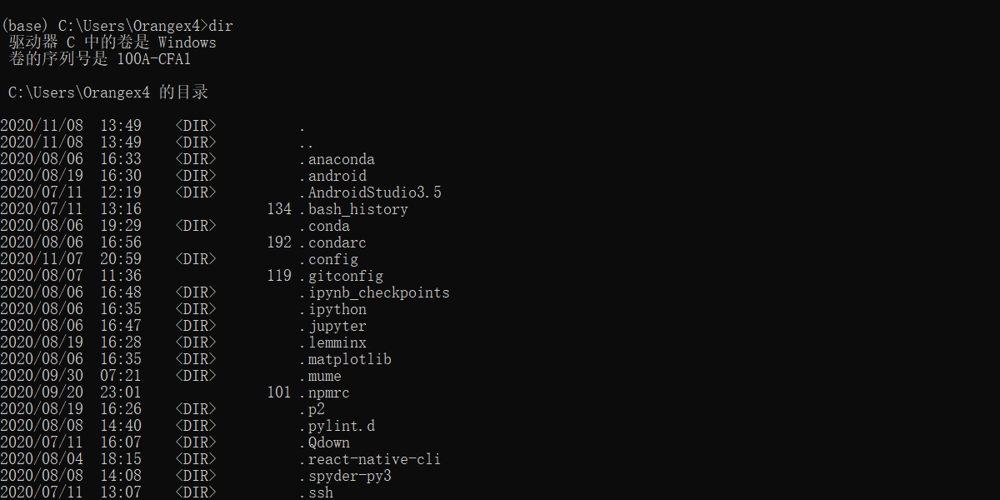 (base) C:\Users\Orangex4>dir
驱动器 C 中的卷是 Windows
卷的序列号是 100A-CFA1
C:\Users\Orangex4 的目录
2020/11/08  13:49    <DIR>          .
2020/11/08  13:49    <DIR>          ..
2020/08/06  16:33    <DIR>          .anaconda
2020/08/19  16:30    <DIR>          .android
2020/07/11  12:19    <DIR>          .AndroidStudio3.5
2020/07/11  13:16               134 .bash_history
2020/08/06  19:29    <DIR>          .conda
2020/08/06  16:56               192 .condarc
2020/11/07  20:59    <DIR>          .config
2020/08/07  11:36               119 .gitconfig
2020/08/06  16:48    <DIR>          .ipynb_checkpoints
2020/08/06  16:35    <DIR>          .ipython
2020/08/06  16:47    <DIR>          .jupyter
2020/08/19  16:28    <DIR>          .lemminx
2020/08/06  16:35    <DIR>          .matplotlib
2020/09/30  07:21    <DIR>          .mume
2020/09/20  23:01               101 .npmrc
2020/08/19  16:26    <DIR>          .p2
2020/08/08  14:40    <DIR>          .pylint.d
2020/07/11  16:07    <DIR>          .Qdown
2020/08/04  18:15    <DIR>          .react-native-cli
2020/08/08  14:08    <DIR>          .spyder-py3
2020/07/11  13:07    <DIR>          .ssh